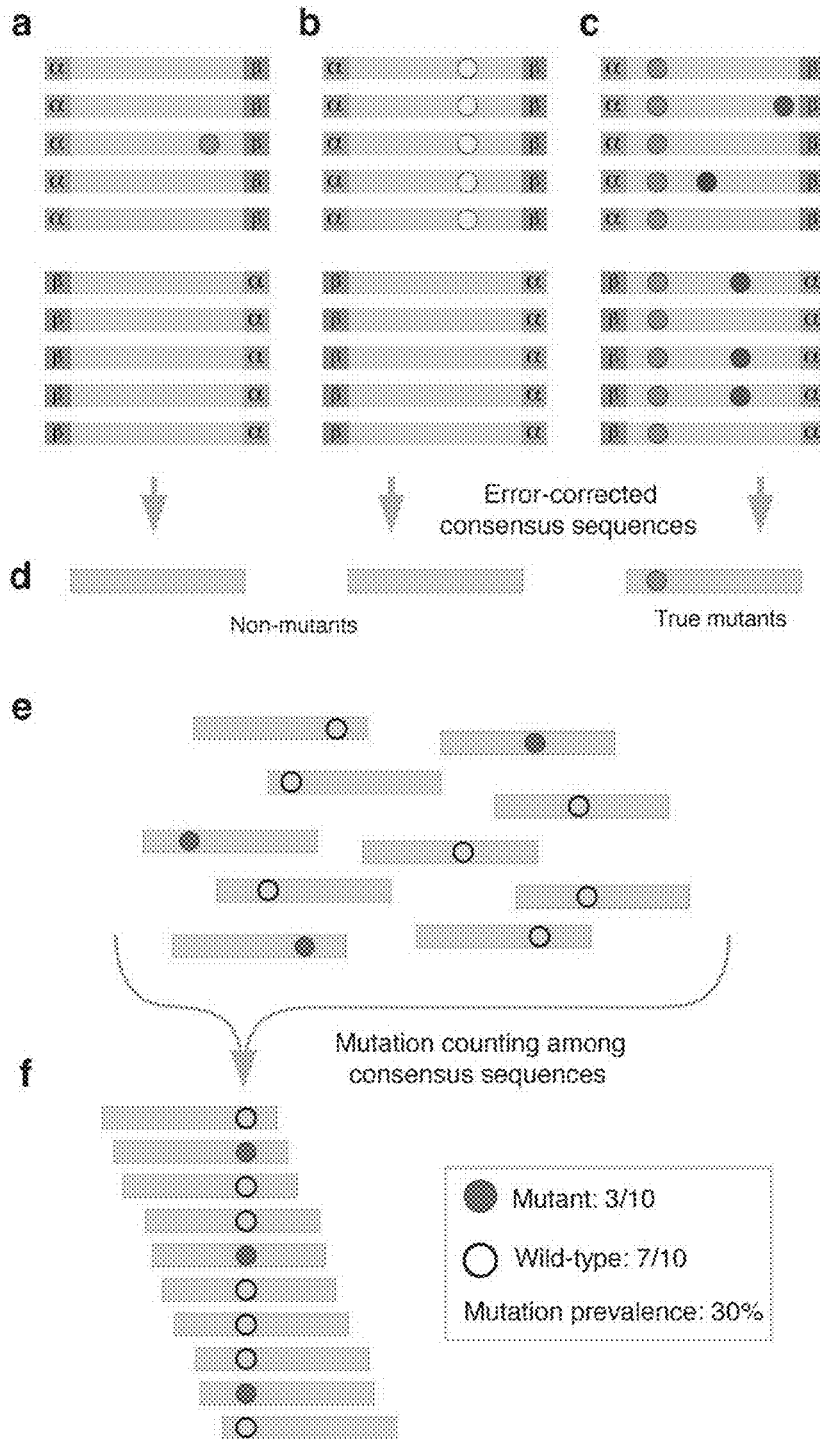 a b c
α β α β α β
α β α β α β
α β α β α β
α β α β α β
α β α β α β
β α β α β α
β α β α β α
β α β α β α
β α β α β α
β α β α β α
Error-corrected
consensus sequences
d
Non-mutants
True mutants
e
Mutation counting among
consensus sequences
f
Mutant: 3/10
Wild-type: 7/10
Mutation prevalence: 30%